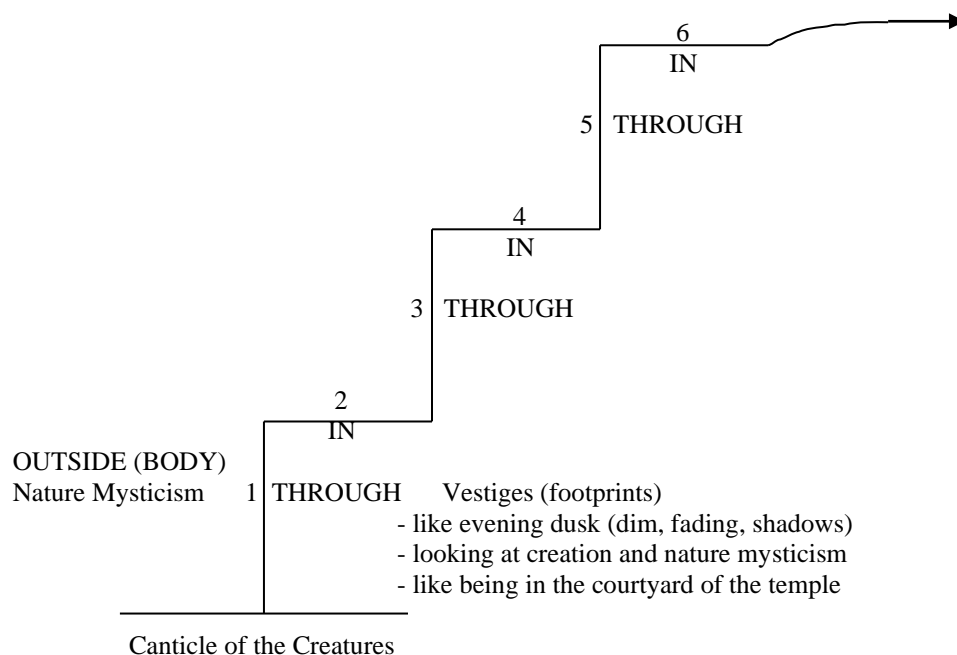 6
IN
5 THROUGH
4
IN
3 THROUGH
2
IN
OUTSIDE (BODY)
Nature Mysticism 1 THROUGH Vestiges (footprints)
- like evening dusk (dim, fading, shadows)
- looking at creation and nature mysticism
- like being in the courtyard of the temple
Canticle of the Creatures